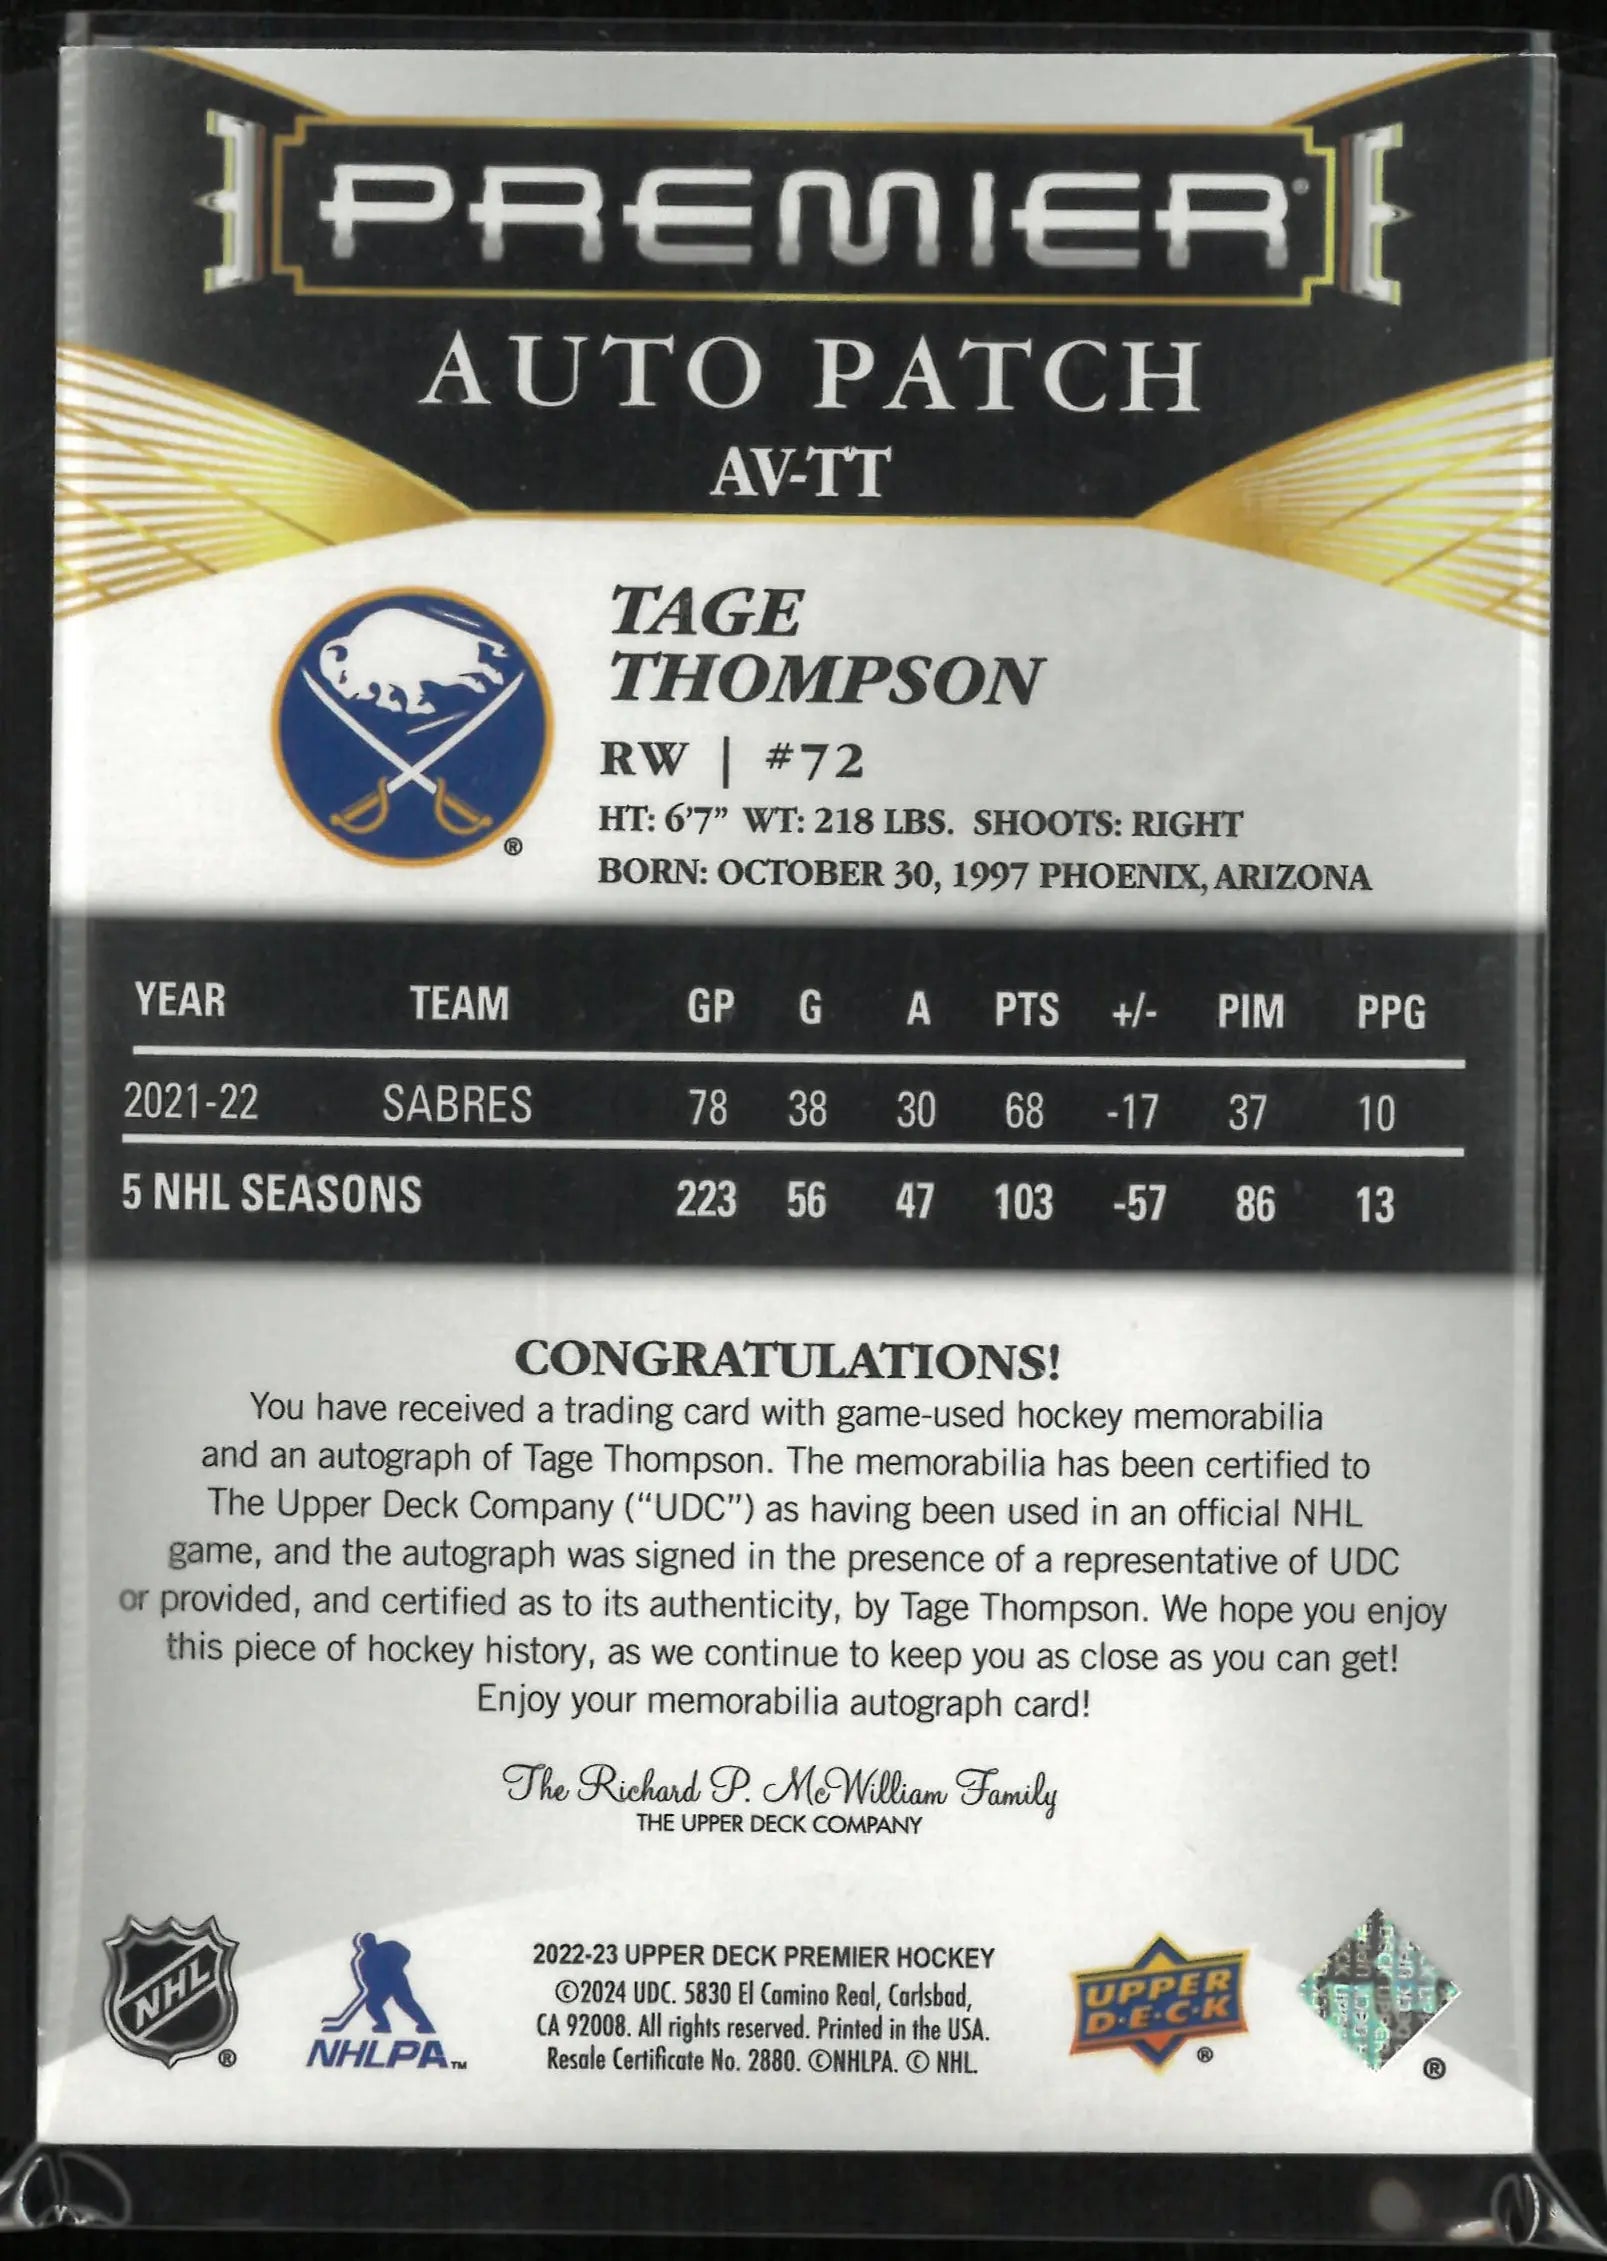 PREMIER®
AUTO PATCH
AV-TT
TAGE
THOMPSON
RW | #72
HT: 6'7” WT: 218 LBS. SHOOTS: RIGHT
BORN: OCTOBER 30, 1997 PHOENIX, ARIZONA
®
YEAR TEAM GP G A PTS +/- PIM PPG
2021-22 SABRES 78 38 30 68 -17 37 10
5 NHL SEASONS 223 56 47 103 -57 86 13
CONGRATULATIONS!
You have received a trading card with game-used hockey memorabilia
and an autograph of Tage Thompson. The memorabilia has been certified to
The Upper Deck Company (“UDC”) as having been used in an official NHL
game, and the autograph was signed in the presence of a representative of UDC
or provided, and certified as to its authenticity, by Tage Thompson. We hope you enjoy
this piece of hockey history, as we continue to keep you as close as you can get!
Enjoy your memorabilia autograph card!
The Richard P. McWilliam Family
THE UPPER DECK COMPANY
NHL ®
NHLPA™
2022-23 UPPER DECK PREMIER HOCKEY
©2024 UDC. 5830 El Camino Real, Carlsbad,
CA 92008. All rights reserved. Printed in the USA.
Resale Certificate No. 2880. ©NHLPA. © NHL.
UPPER
D·E·C·K
®
®